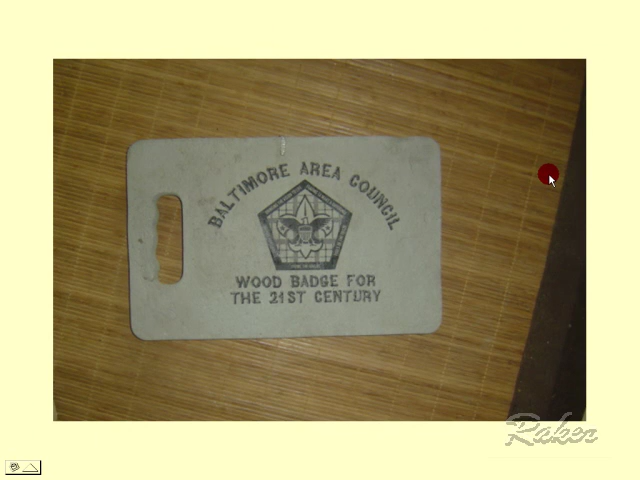 BALTIMORE AREA COUNCIL
WOOD BADGE FOR
THE 21ST CENTURY
Raker